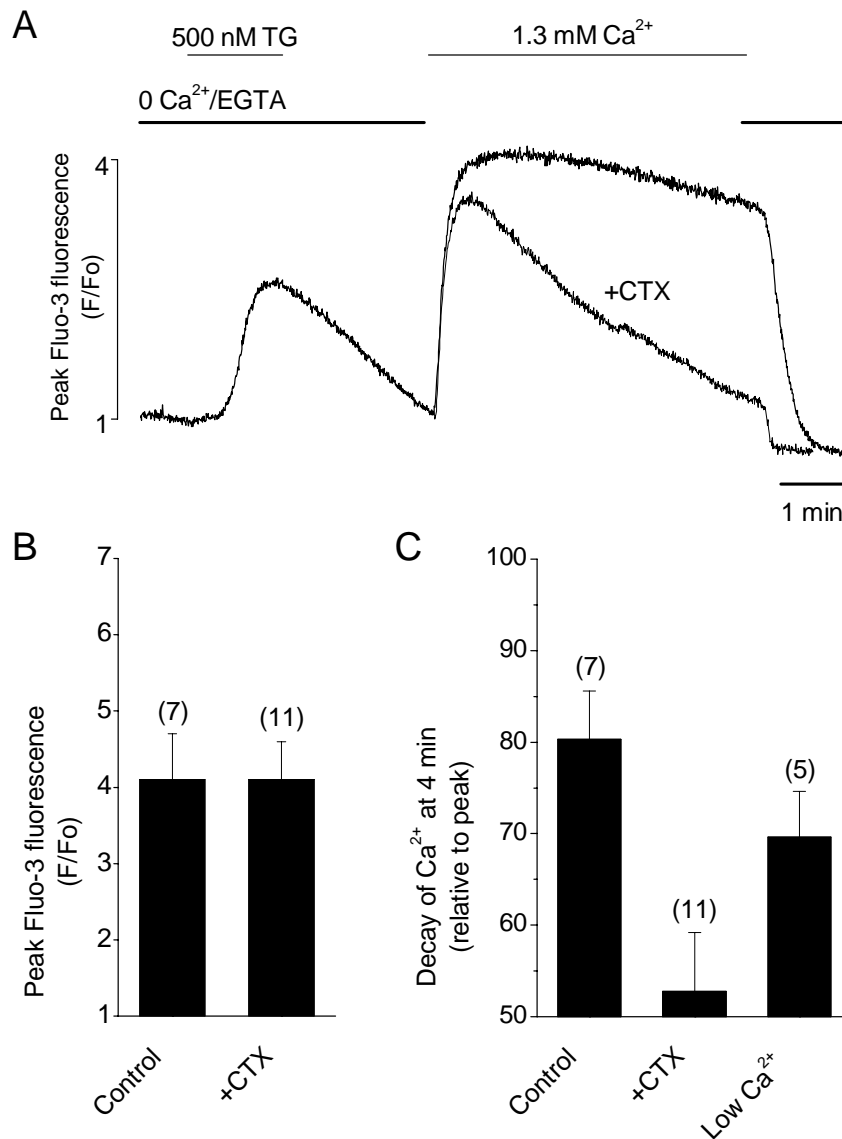 A
500 nM TG
1.3 mM Ca²⁺
0 Ca²⁺/EGTA
Peak Fluo-3 fluorescence
(F/Fo)
4
1
+CTX
1 min
B
Peak Fluo-3 fluorescence
(F/Fo)
7
6
5
4
3
2
1
(7)
(11)
Control
+CTX
C
Decay of Ca²⁺ at 4 min
(relative to peak)
100
90
80
70
60
50
(7)
(11)
(5)
Control
+CTX
Low Ca²⁺